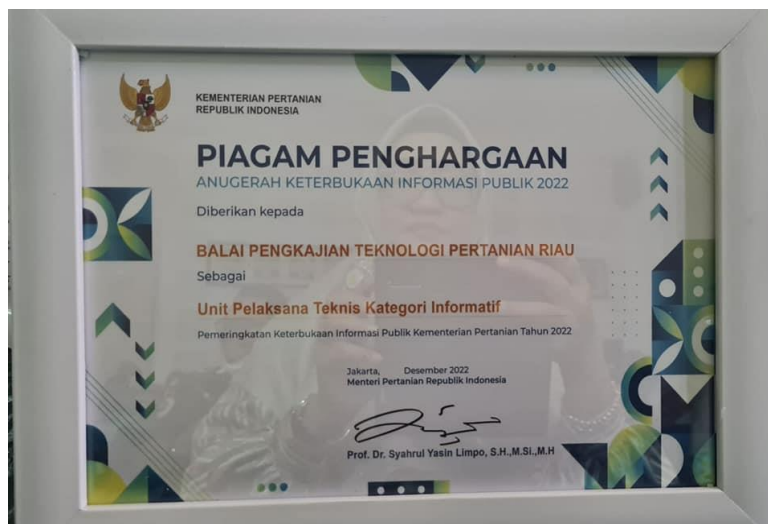 KEMENTERIAN PERTANIAN
REPUBLIK INDONESIA
PIAGAM PENGHARGAAN
ANUGERAH KETERBUKAAN INFORMASI PUBLIK 2022
Diberikan kepada
BALAI PENGKAJIAN TEKNOLOGI PERTANIAN RIAU
Sebagai
Unit Pelaksana Teknis Kategori Informatif
Pemeringkatan Keterbukaan Informasi Publik Kementerian Pertanian Tahun 2022
Jakarta, Desember 2022
Menteri Pertanian Republik Indonesia
Prof. Dr. Syahrul Yasin Limpo, S.H.,M.Si.,M.H